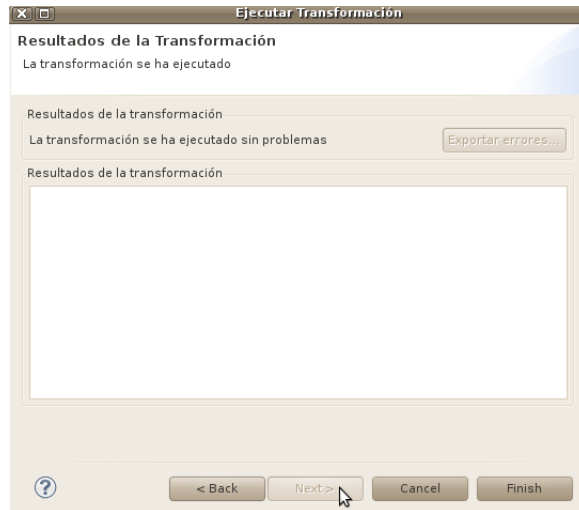 Ejecutar Transformación
Resultados de la Transformación
La transformación se ha ejecutado
Resultados de la transformación
La transformación se ha ejecutado sin problemas
Exportar errores...
Resultados de la transformación
?
< Back
Next >
Cancel
Finish